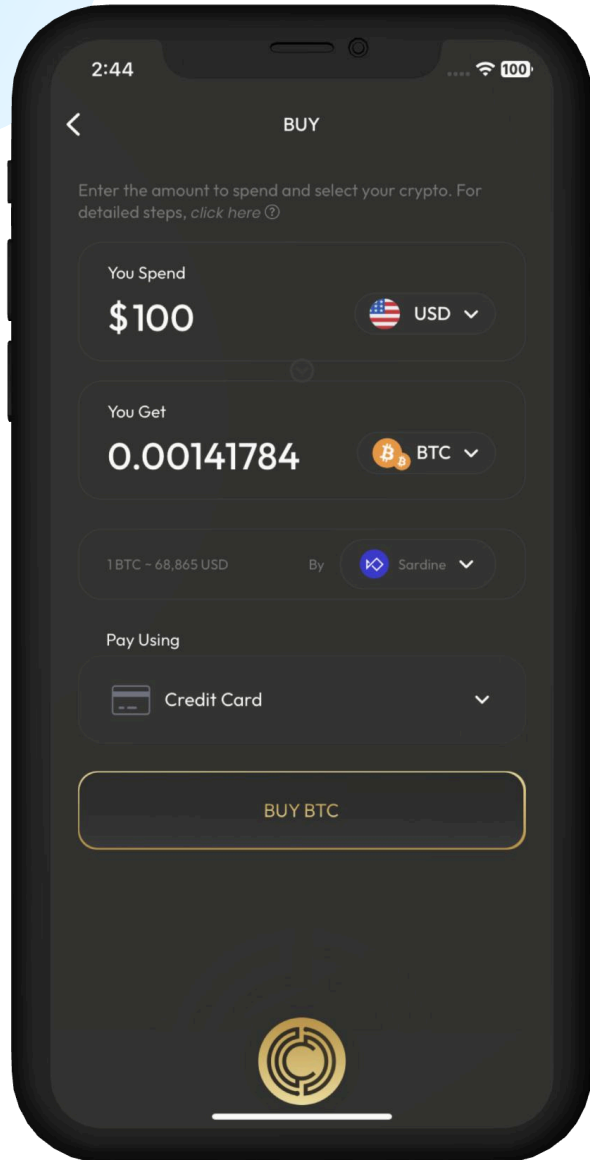 2:44
100
BUY
Enter the amount to spend and select your crypto. For
detailed steps, click here ?
You Spend
$100
USD
You Get
0.00141784
BTC
1 BTC ~ 68,865 USD By Sardine
Pay Using
Credit Card
BUY BTC